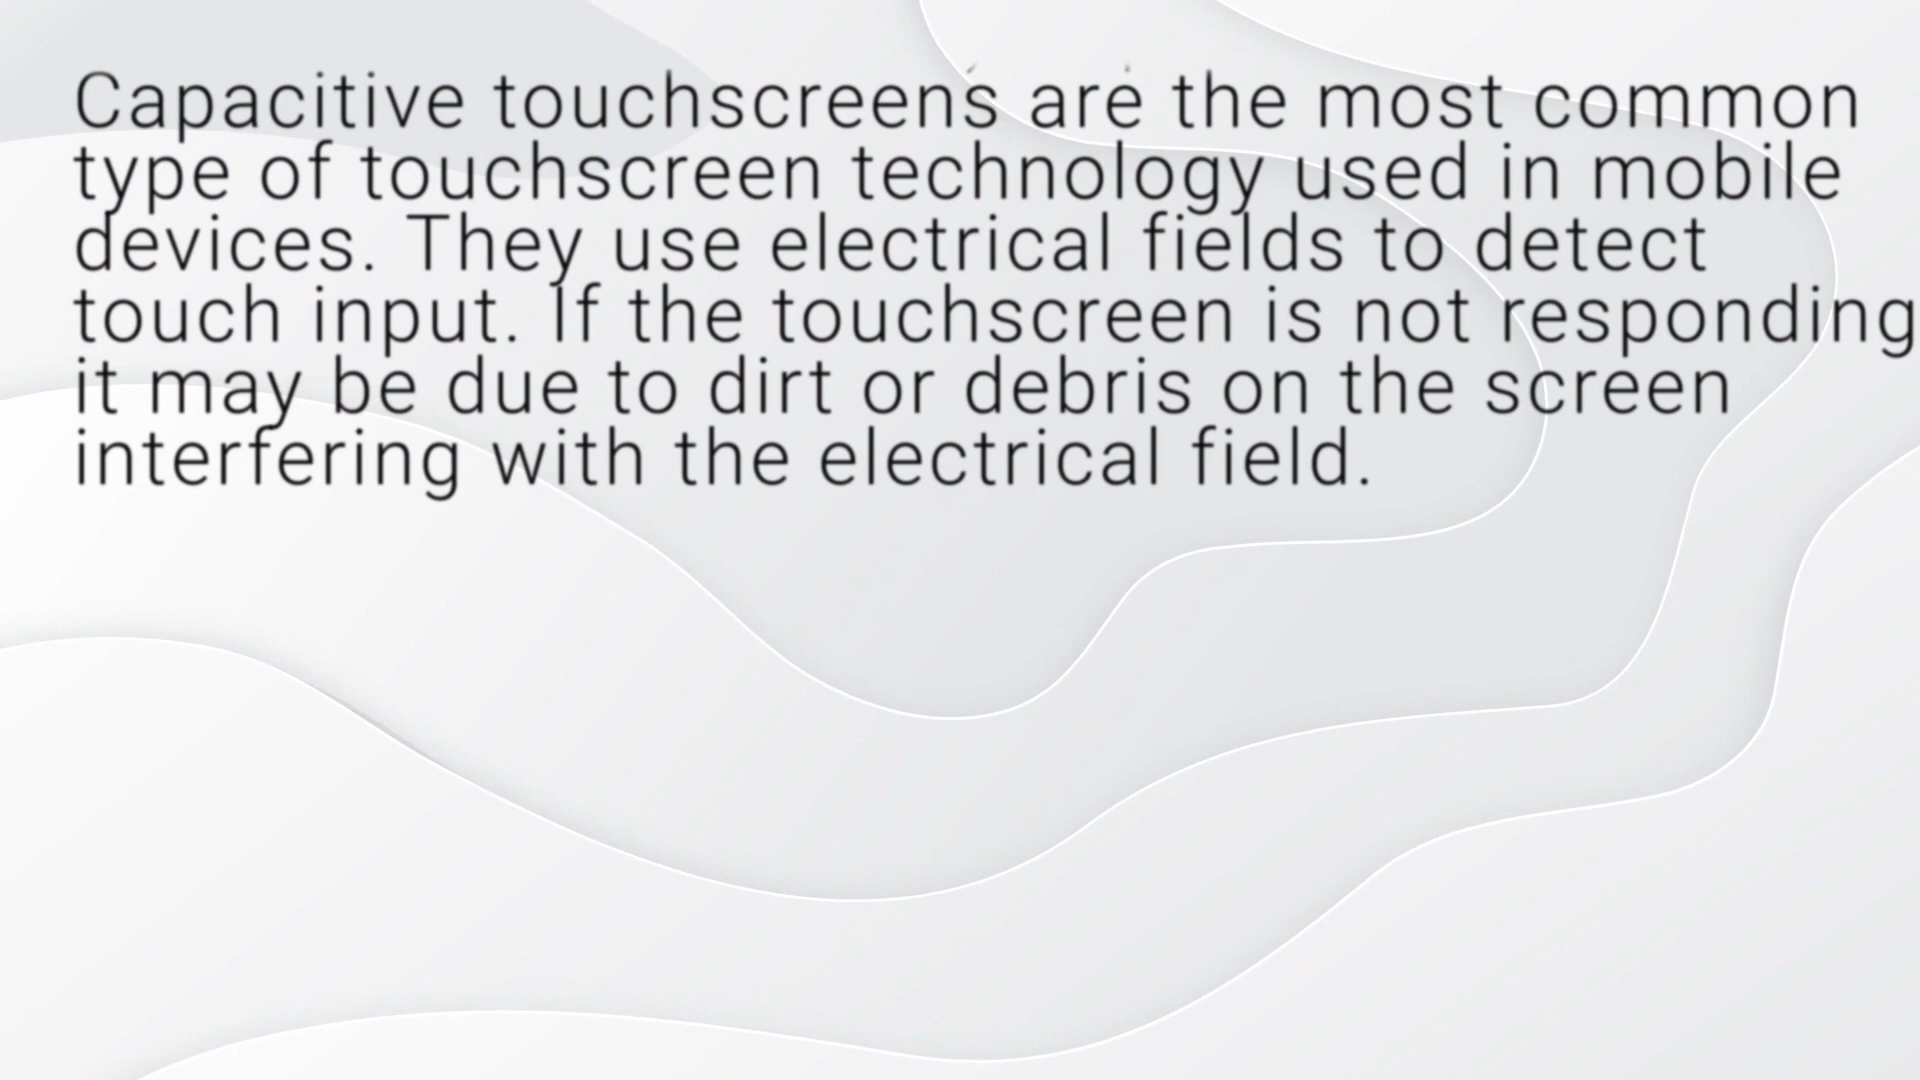 Capacitive touchscreens are the most common
type of touchscreen technology used in mobile
devices. They use electrical fields to detect
touch input. If the touchscreen is not responding
it may be due to dirt or debris on the screen
interfering with the electrical field.